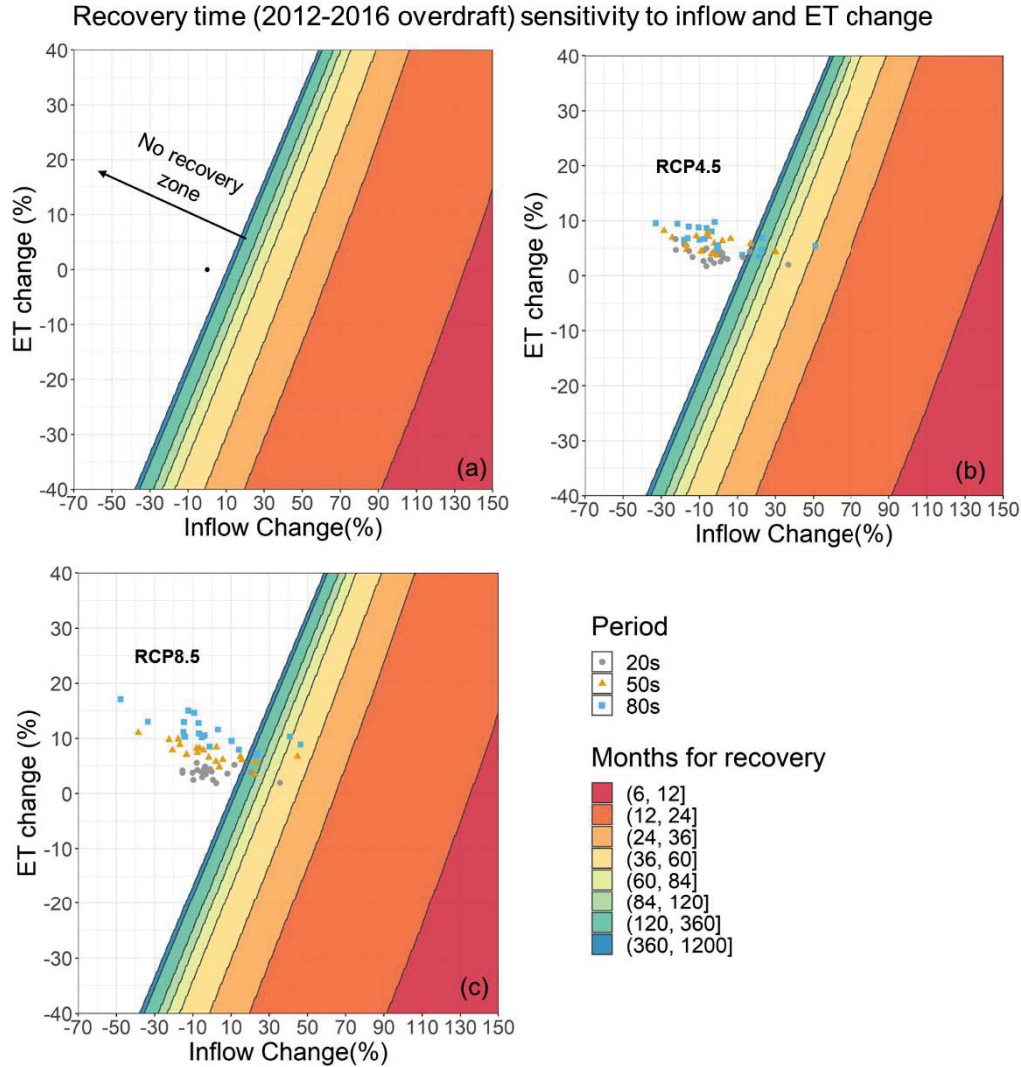 Recovery time (2012-2016 overdraft) sensitivity to inflow and ET change
40
30
20
10
0
-10
-20
-30
-40
ET change (%)
No recovery
zone
(a)
-70 -50 -30 -10 10 30 50 70 90 110 130 150
Inflow Change(%)
40
30
20
10
0
-10
-20
-30
-40
ET change (%)
RCP4.5
(b)
-70 -50 -30 -10 10 30 50 70 90 110 130 150
Inflow Change(%)
40
30
20
10
0
-10
-20
-30
-40
ET change (%)
RCP8.5
(c)
-70 -50 -30 -10 10 30 50 70 90 110 130 150
Inflow Change(%)
Period
20s
50s
80s
Months for recovery
(6, 12]
(12, 24]
(24, 36]
(36, 60]
(60, 84]
(84, 120]
(120, 360]
(360, 1200]